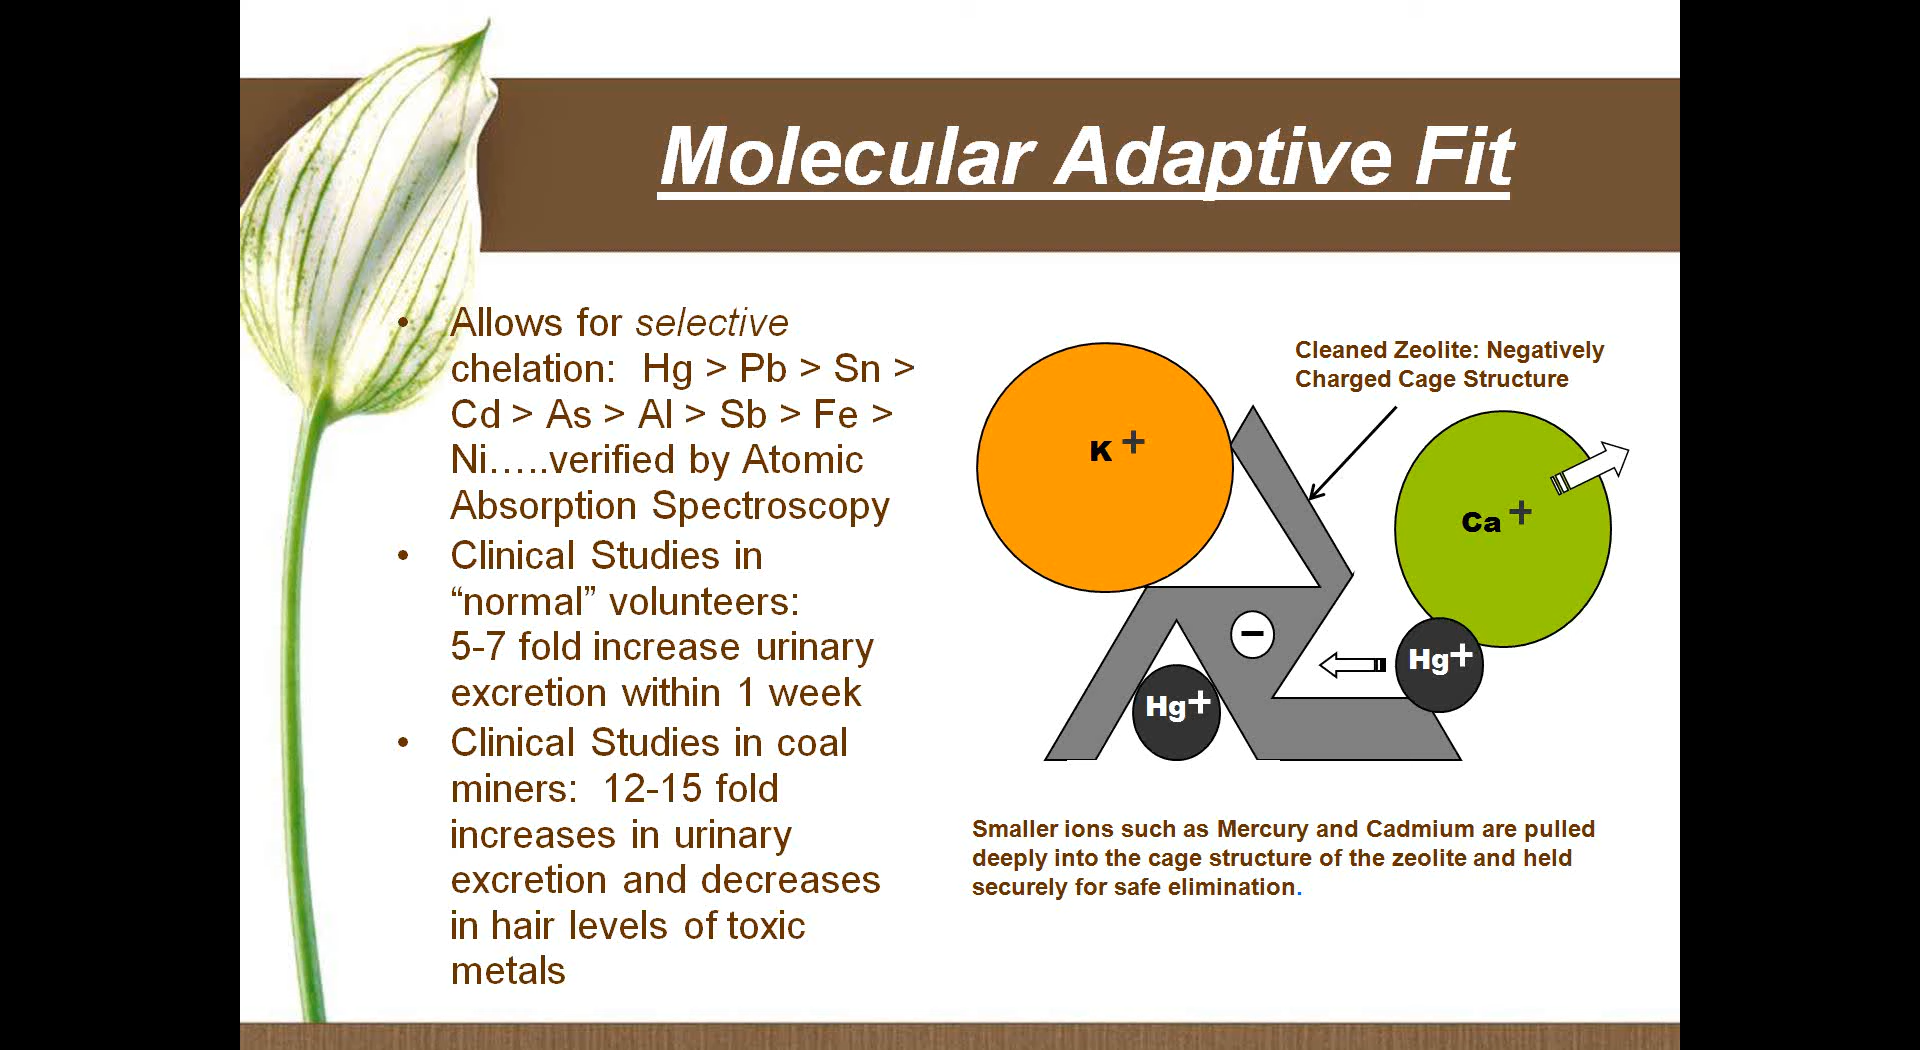 Molecular Adaptive Fit
• Allows for selective
chelation: Hg > Pb > Sn >
Cd > As > Al > Sb > Fe >
Ni…..verified by Atomic
Absorption Spectroscopy
• Clinical Studies in
“normal” volunteers:
5-7 fold increase urinary
excretion within 1 week
• Clinical Studies in coal
miners: 12-15 fold
increases in urinary
excretion and decreases
in hair levels of toxic
metals
Cleaned Zeolite: Negatively
Charged Cage Structure
K +
Ca +
−
Hg+
Hg+
Smaller ions such as Mercury and Cadmium are pulled
deeply into the cage structure of the zeolite and held
securely for safe elimination.